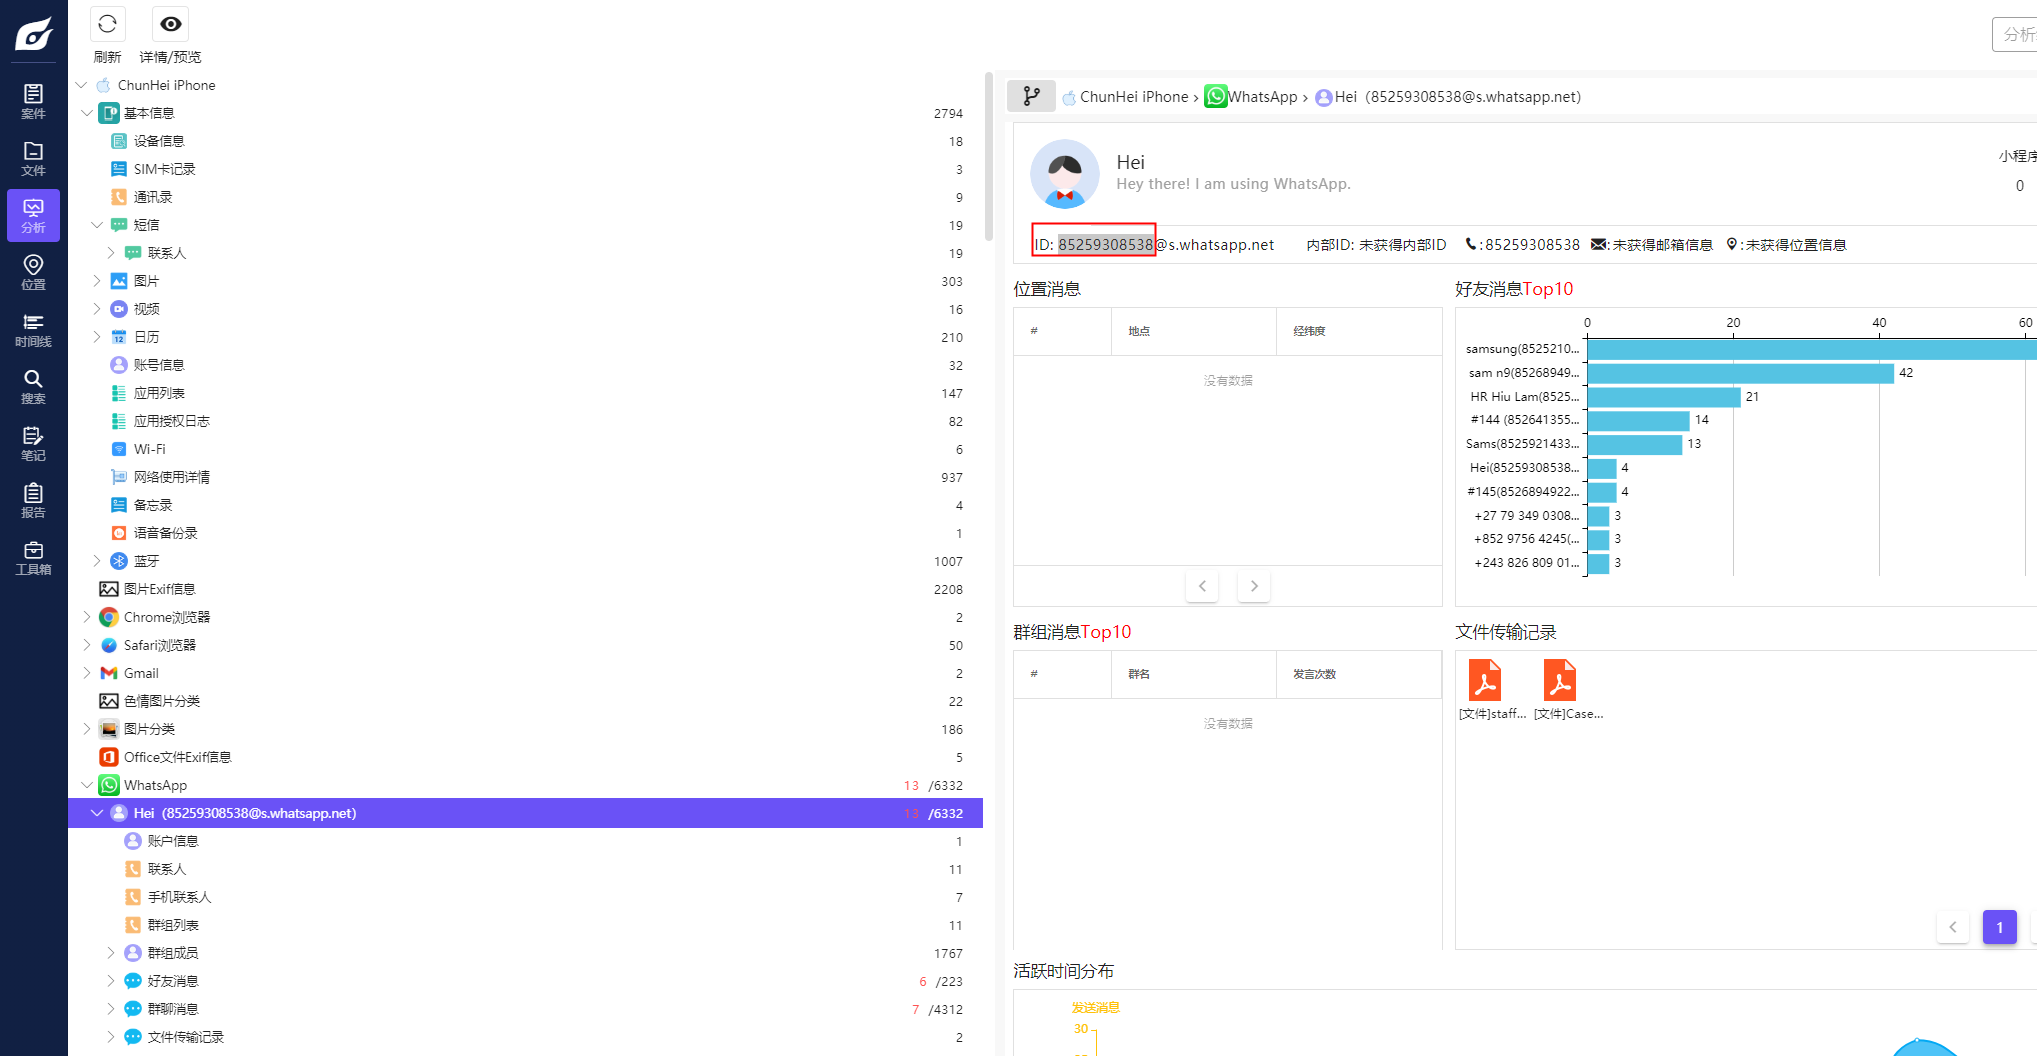 刷新
详情/预览
分析
案件
文件
分析
位置
时间线
搜索
笔记
报告
工具箱
ChunHei iPhone
基本信息 2794
设备信息 18
SIM卡记录 3
通讯录 9
短信 19
联系人 19
图片 303
视频 16
日历 210
账号信息 32
应用列表 147
应用授权日志 82
Wi-Fi 6
网络使用详情 937
备忘录 4
语音备份录 1
蓝牙 1007
图片Exif信息 2208
Chrome浏览器 2
Safari浏览器 50
Gmail 2
色情图片分类 22
图片分类 186
Office文件Exif信息 5
WhatsApp 13 /6332
Hei（85259308538@s.whatsapp.net) 13 /6332
账户信息 1
联系人 11
手机联系人 7
群组列表 11
群组成员 1767
好友消息 6 /223
群聊消息 7 /4312
文件传输记录 2
ChunHei iPhone › WhatsApp › Hei（85259308538@s.whatsapp.net)
Hei
Hey there! I am using WhatsApp.
小程序
0
ID: 85259308538@s.whatsapp.net 内部ID: 未获得内部ID :85259308538 :未获得邮箱信息 :未获得位置信息
位置消息
# 地点 经纬度
没有数据
好友消息Top10
0 20 40 60
samsung(8525210...
sam n9(85268949... 42
HR Hiu Lam(8525... 21
#144 (852641355... 14
Sams(8525921433... 13
Hei(85259308538... 4
#145(8526894922... 4
+27 79 349 0308... 3
+852 9756 4245(... 3
+243 826 809 01... 3
群组消息Top10
# 群名 发言次数
没有数据
文件传输记录
[文件]staff... [文件]Case...
1
活跃时间分布
发送消息
30